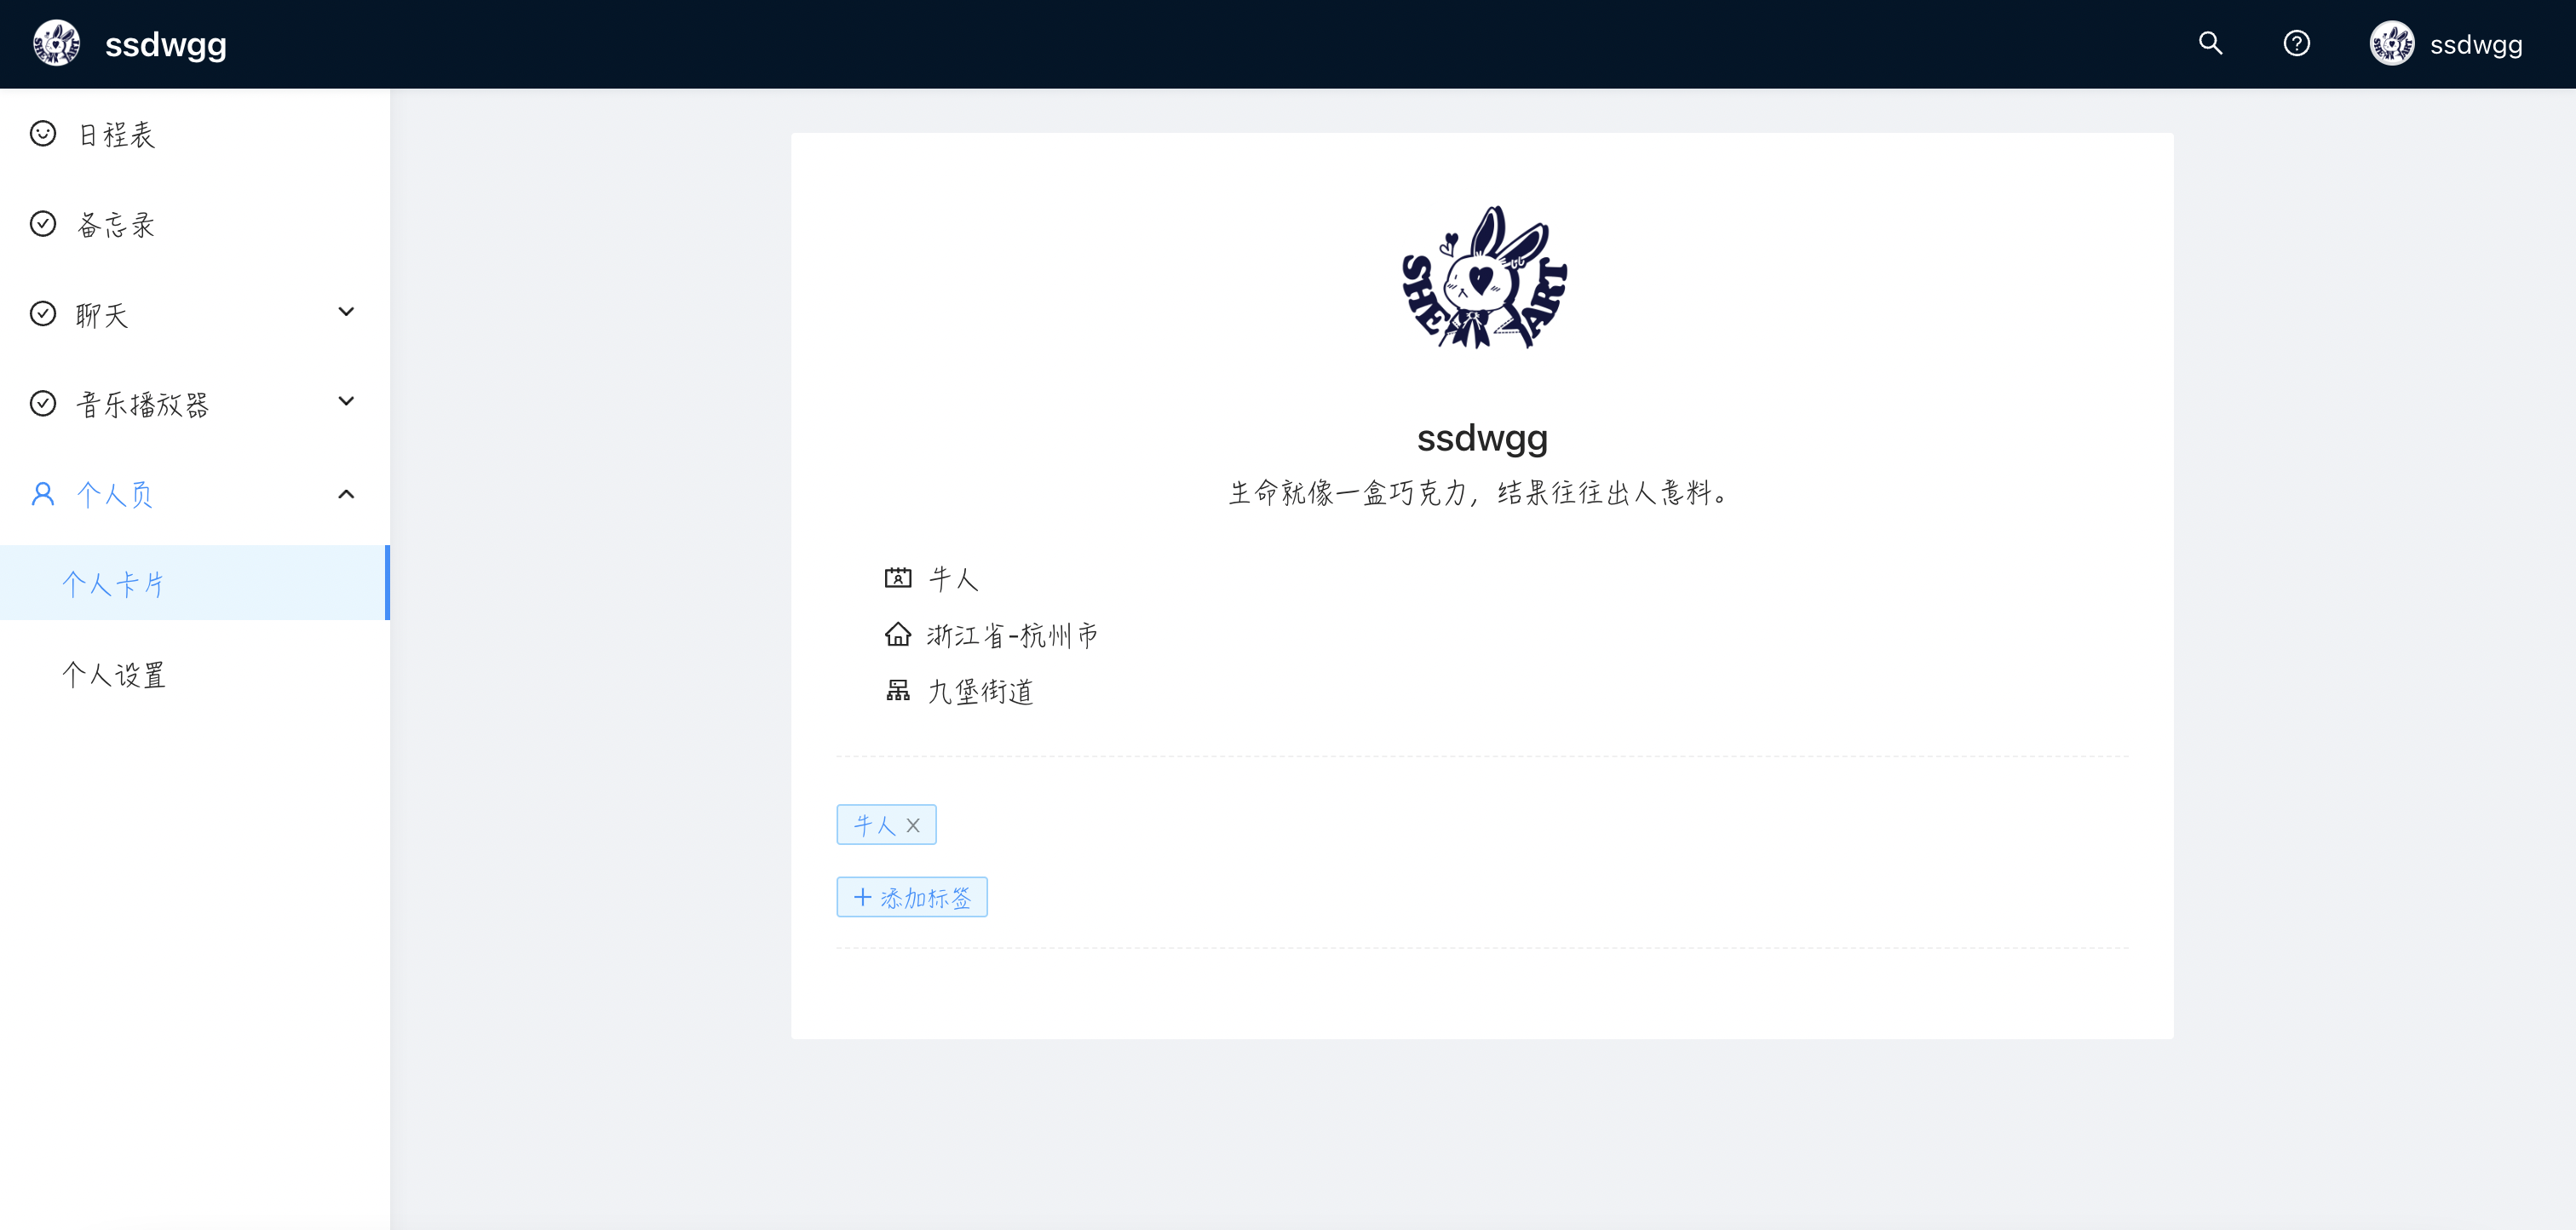 ssdwgg
ssdwgg
日程表
备忘录
聊天
音乐播放器
个人页
个人卡片
个人设置
SHE ART
ssdwgg
生命就像一盒巧克力，结果往往出人意料。
牛人
浙江省-杭州市
九堡街道
牛人
添加标签